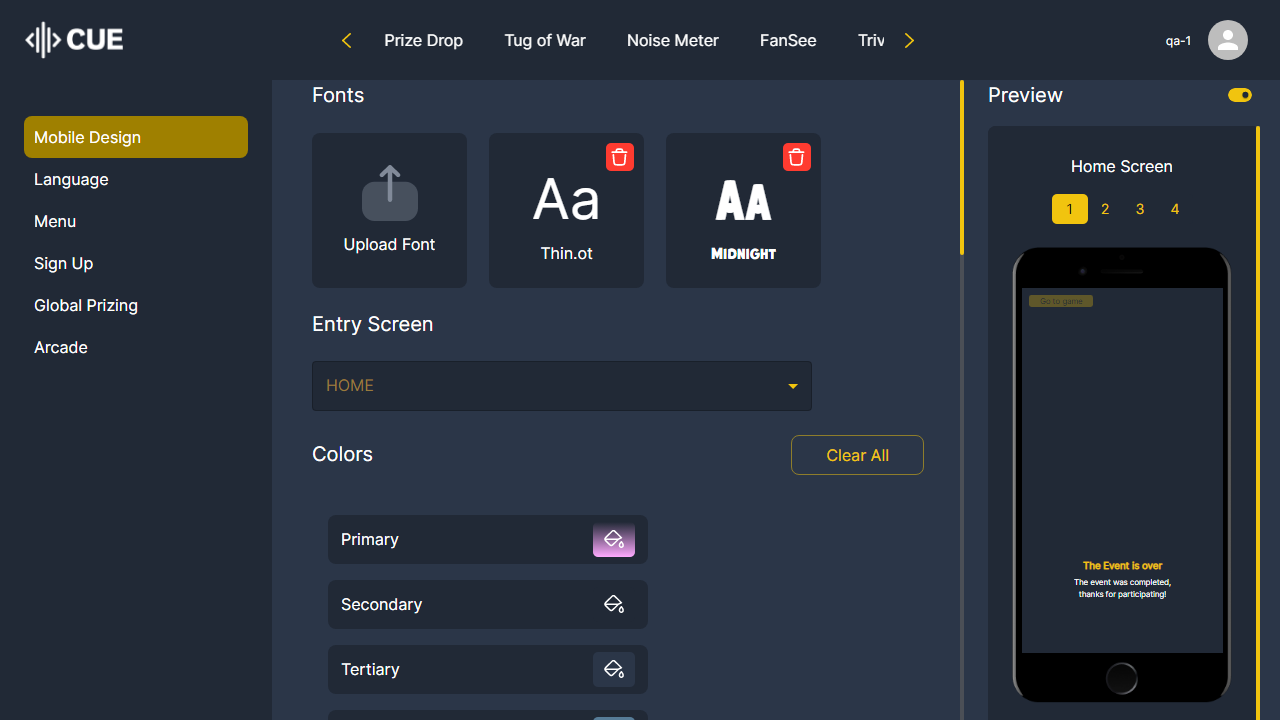 CUE
Prize Drop
Tug of War
Noise Meter
FanSee
Triv
qa-1
Mobile Design
Language
Menu
Sign Up
Global Prizing
Arcade
Fonts
Upload Font
Aa
Thin.ot
AA
MIDNIGHT
Entry Screen
HOME
Colors
Clear All
Primary
Secondary
Tertiary
Preview
Home Screen
1 2 3 4
Go to game
The Event is over
The event was completed,
thanks for participating!